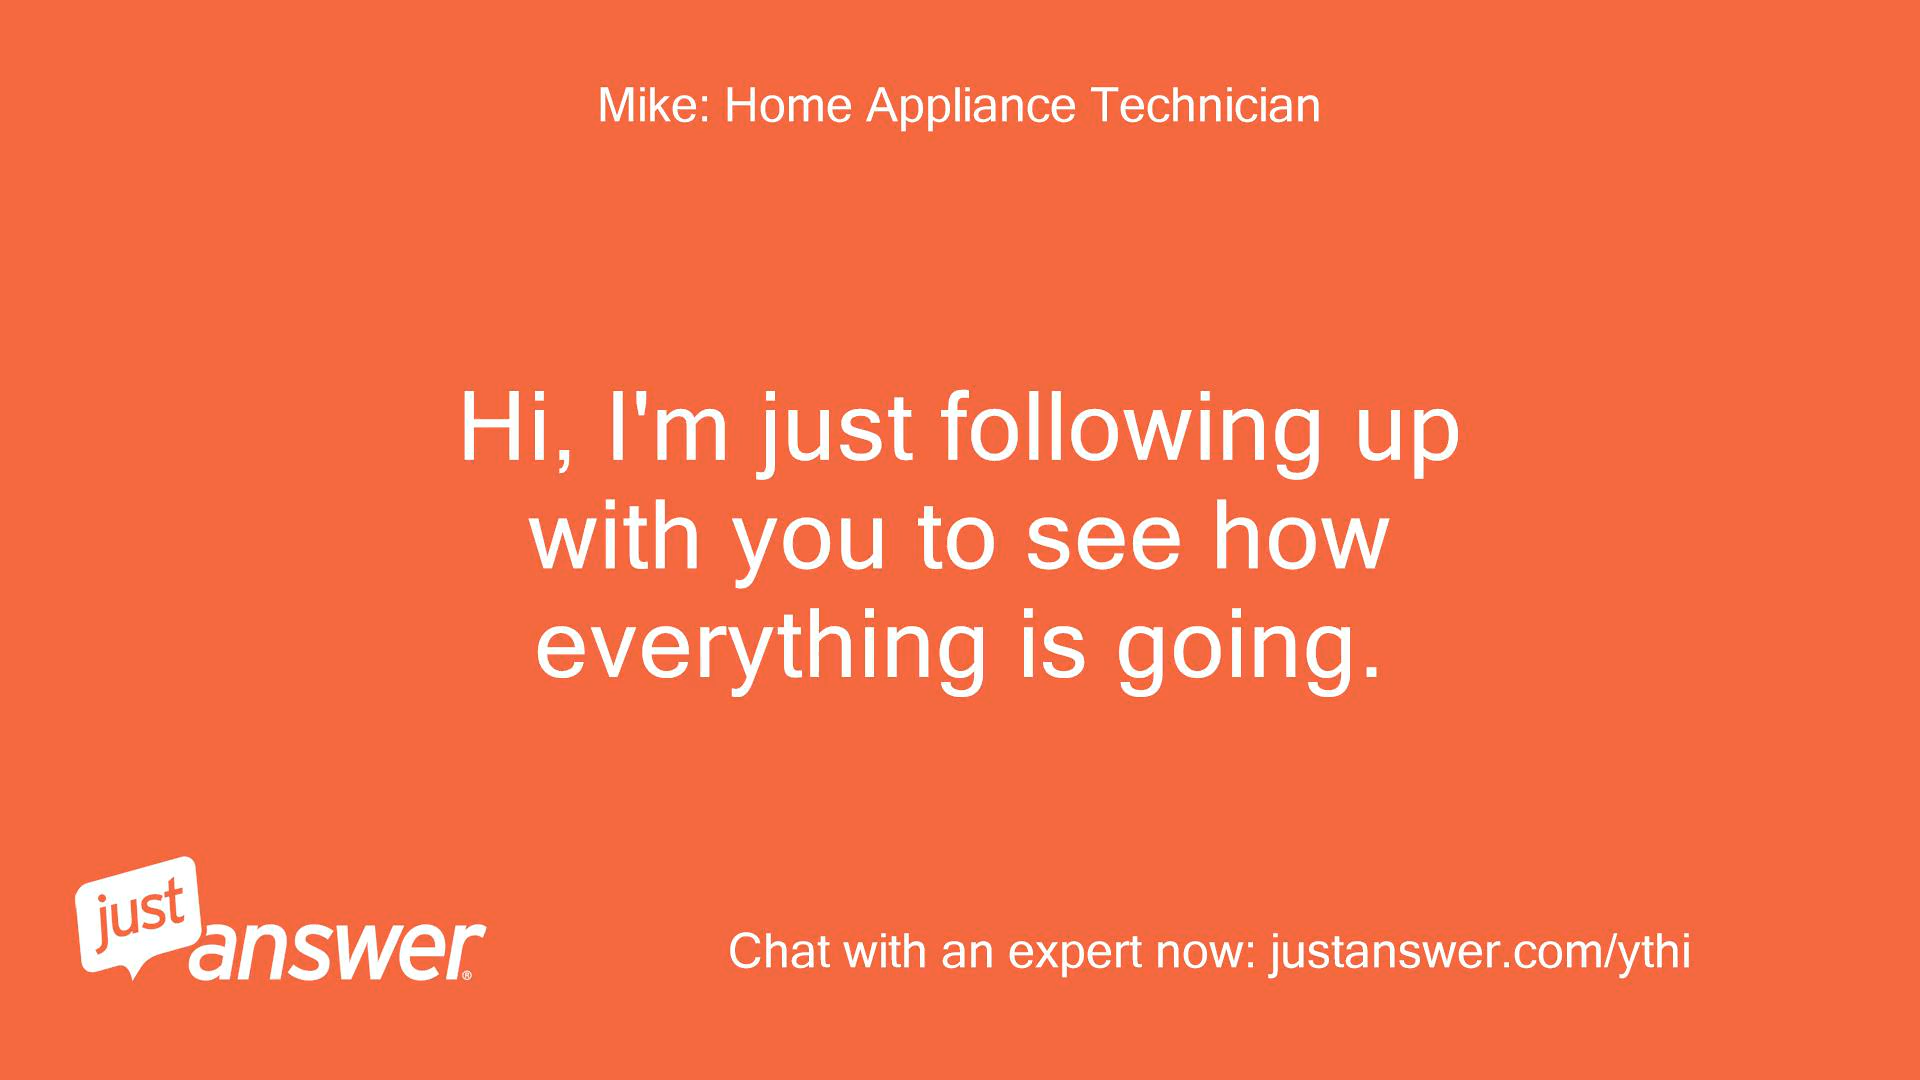 Mike: Home Appliance Technician
Hi, I'm just following up
with you to see how
everything is going.
just
answer®
Chat with an expert now: justanswer.com/ythi